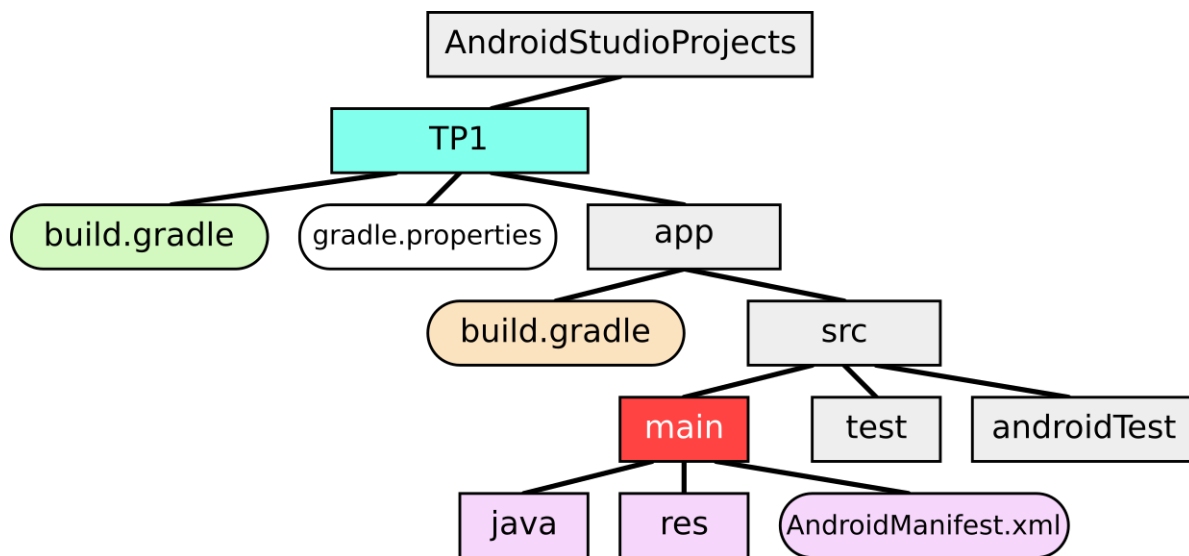 AndroidStudioProjects
TP1
build.gradle
gradle.properties
app
build.gradle
src
main
test
androidTest
java
res
AndroidManifest.xml